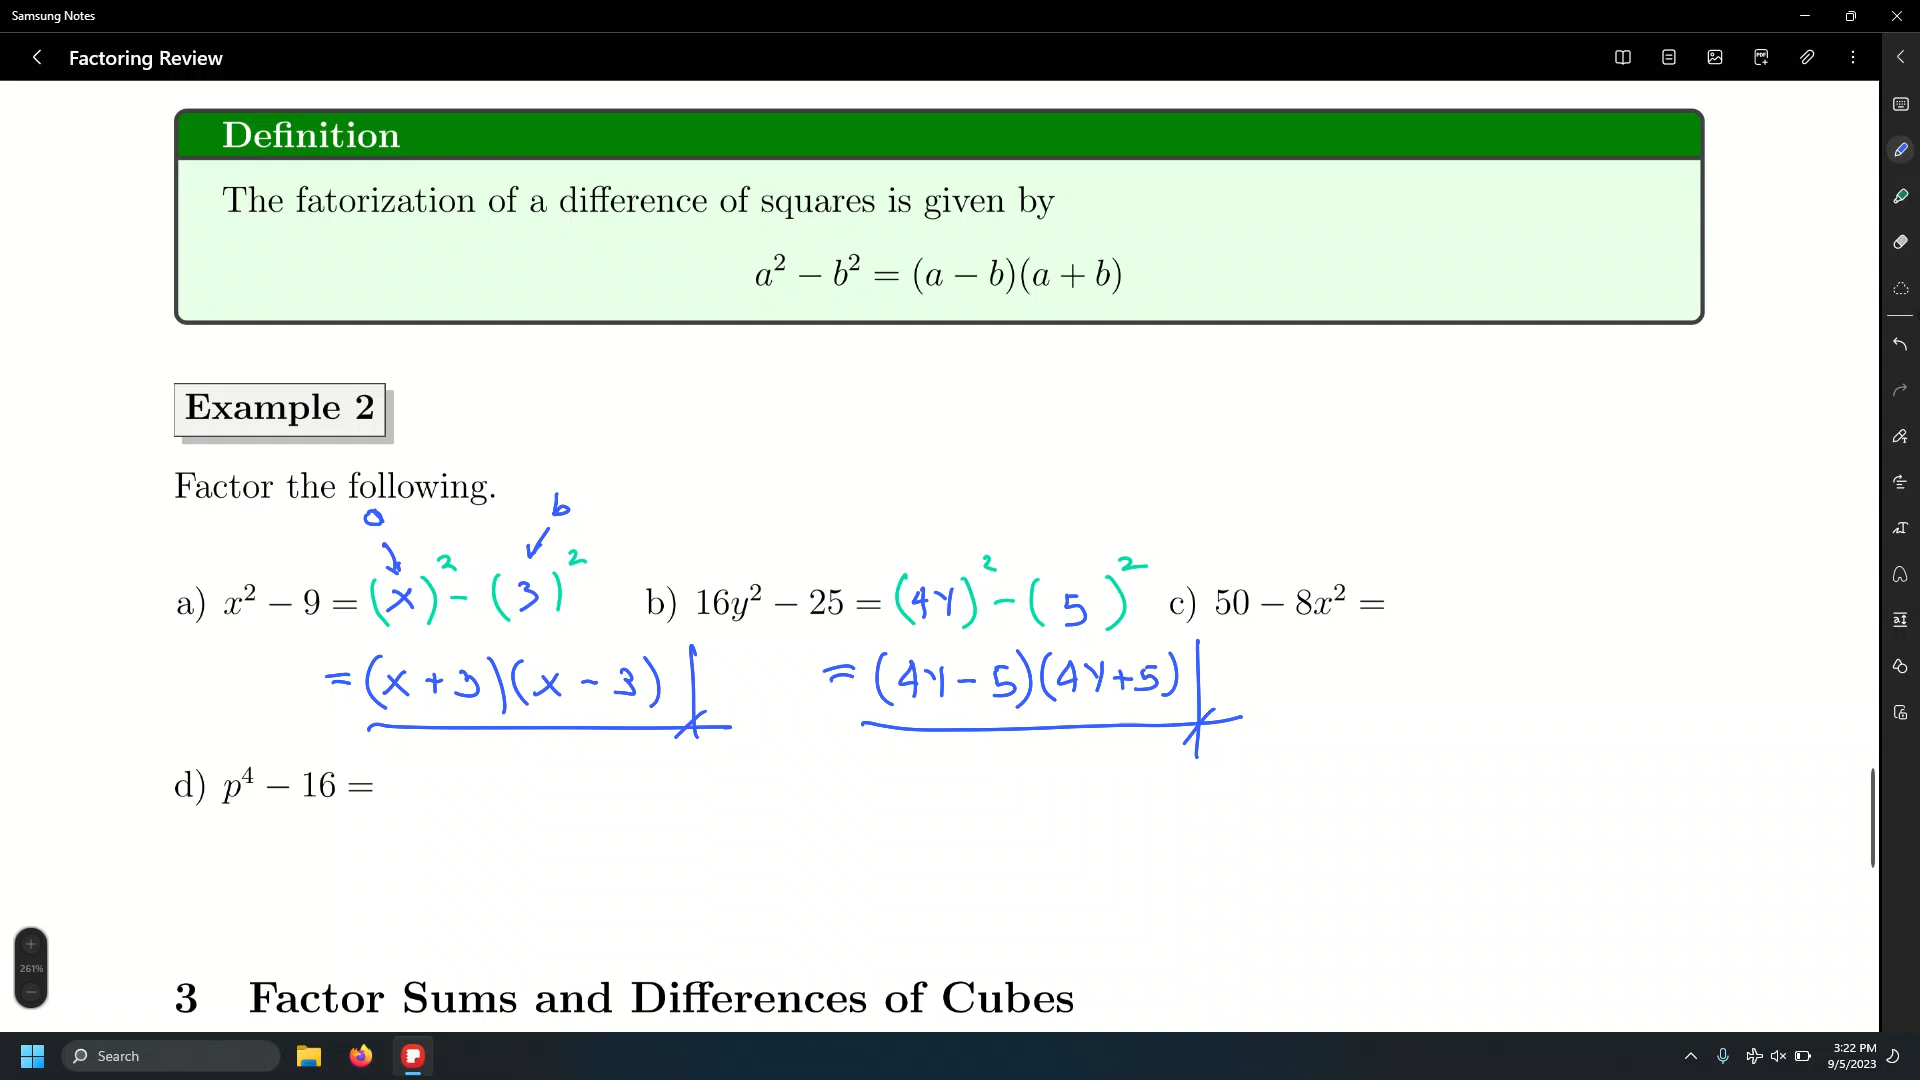 Samsung Notes
Factoring Review
Definition
The fatorization of a difference of squares is given by
a² − b² = (a − b)(a + b)
Example 2
Factor the following.
a b
a) x² − 9 = (x)² − (3)² b) 16y² − 25 = (4y)² − (5)² c) 50 − 8x² =
= (x + 3)(x − 3) = (4y − 5)(4y + 5)
d) p⁴ − 16 =
261%
3 Factor Sums and Differences of Cubes
Search
3:22 PM
9/5/2023